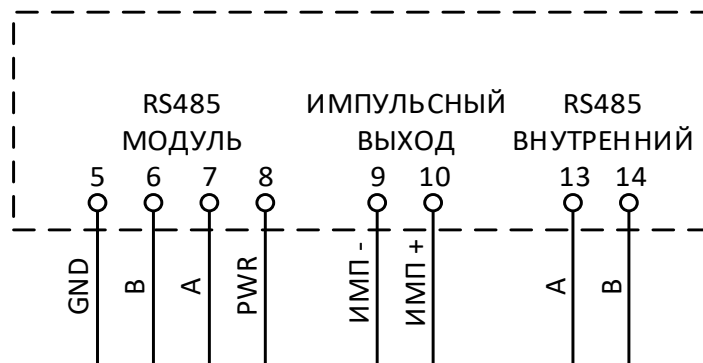 RS485 ИМПУЛЬСНЫЙ RS485
МОДУЛЬ ВЫХОД ВНУТРЕННИЙ
5 6 7 8 9 10 13 14
GND B A PWR ИМП - ИМП + A B